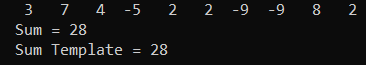 3 7 4 -5 2 2 -9 -9 8 2
Sum = 28
Sum Template = 28